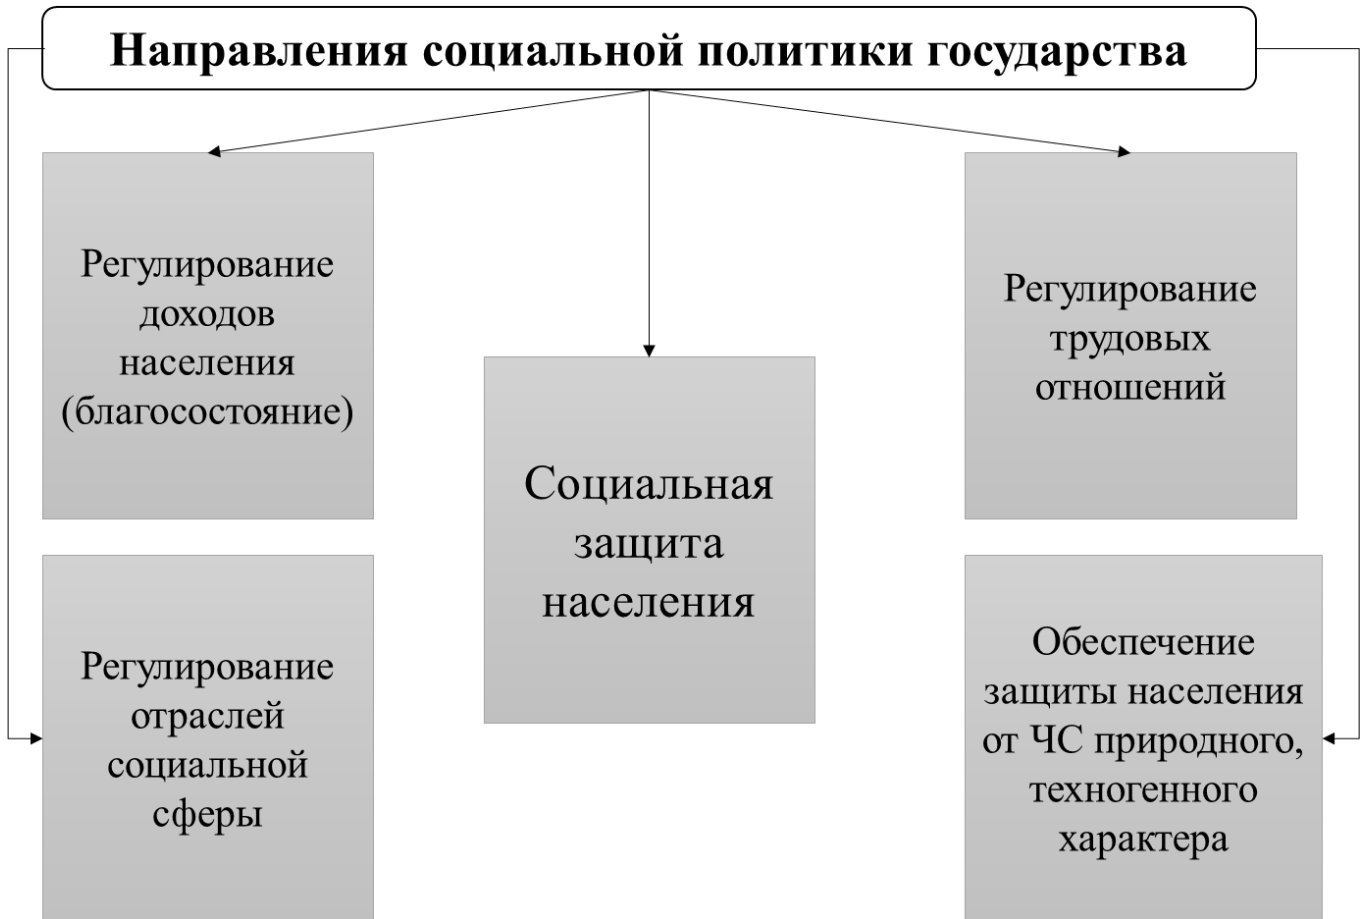 Направления социальной политики государства
Регулирование
доходов
населения
(благосостояние)
Социальная
защита
населения
Регулирование
трудовых
отношений
Регулирование
отраслей
социальной
сферы
Обеспечение
защиты населения
от ЧС природного,
техногенного
характера